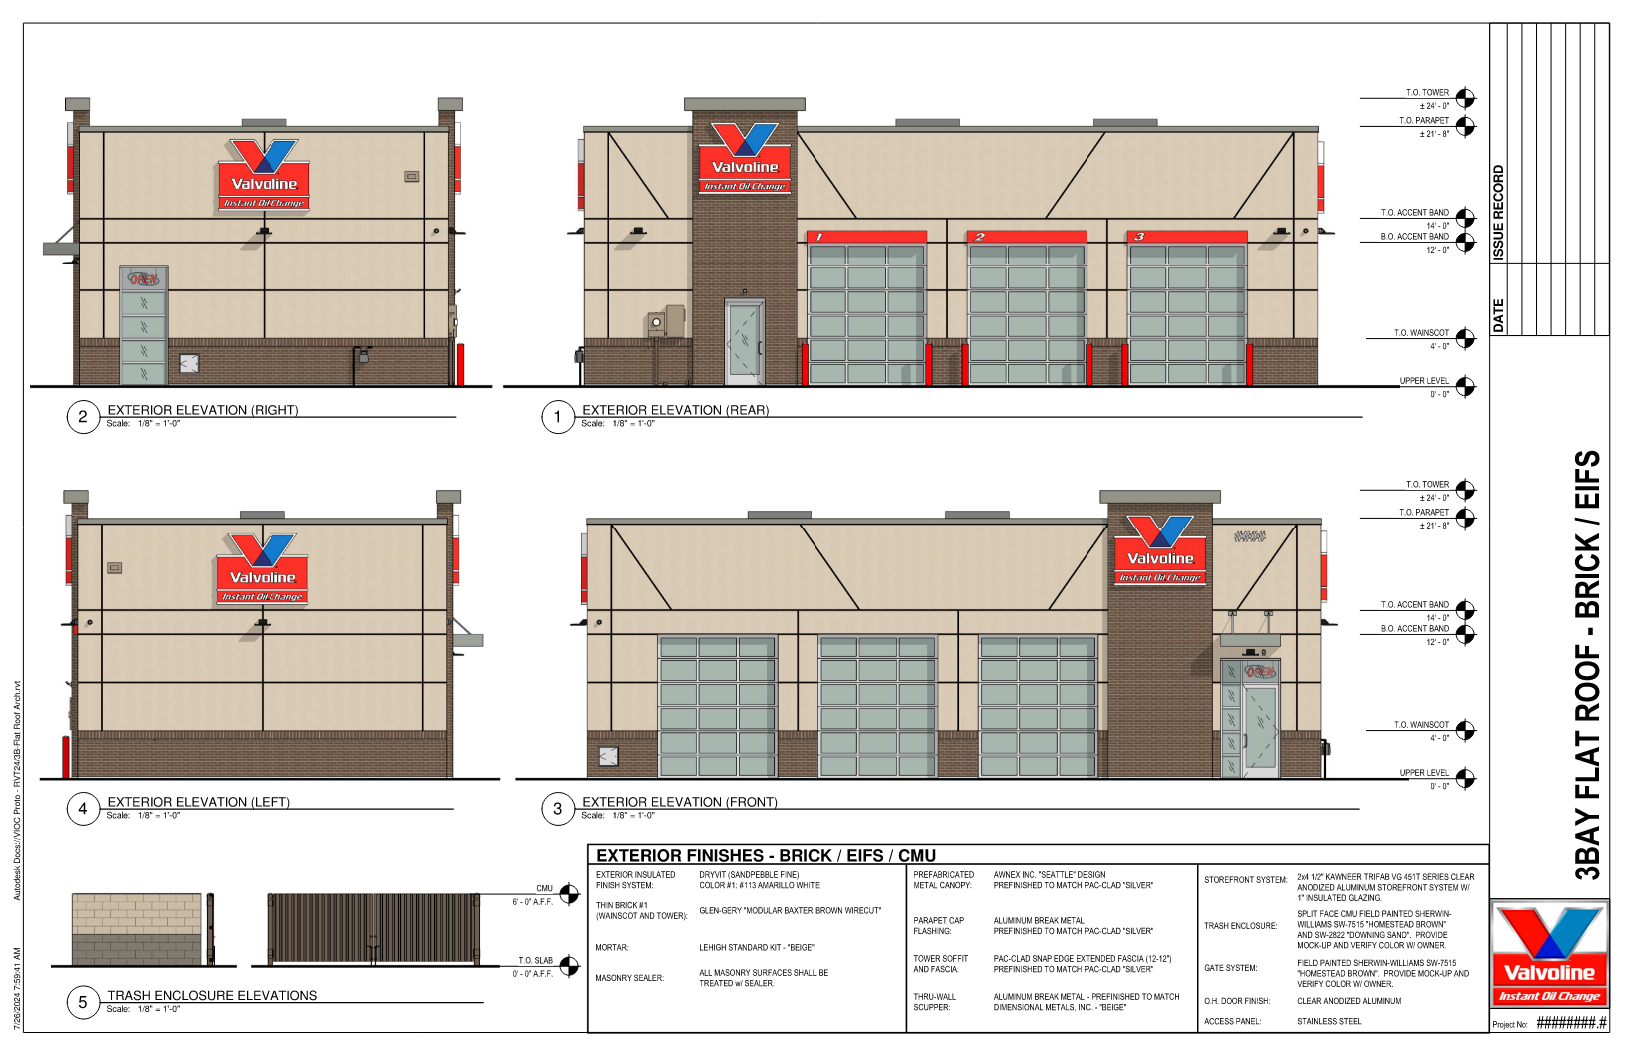 Valvoline
Instant Oil Change
OPEN
2
EXTERIOR ELEVATION (RIGHT)
Scale: 1/8" = 1'-0"
Valvoline
Instant Oil Change
1
2
3
1
EXTERIOR ELEVATION (REAR)
Scale: 1/8" = 1'-0"
T.O. TOWER
± 24' - 0"
T.O. PARAPET
± 21' - 8"
T.O. ACCENT BAND
14' - 0"
B.O. ACCENT BAND
12' - 0"
T.O. WAINSCOT
4' - 0"
UPPER LEVEL
0' - 0"
Valvoline
Instant Oil Change
4
EXTERIOR ELEVATION (LEFT)
Scale: 1/8" = 1'-0"
Valvoline
Instant Oil Change
OPEN
3
EXTERIOR ELEVATION (FRONT)
Scale: 1/8" = 1'-0"
T.O. TOWER
± 24' - 0"
T.O. PARAPET
± 21' - 8"
T.O. ACCENT BAND
14' - 0"
B.O. ACCENT BAND
12' - 0"
T.O. WAINSCOT
4' - 0"
UPPER LEVEL
0' - 0"
CMU
6' - 0" A.F.F.
T.O. SLAB
0' - 0" A.F.F.
5
TRASH ENCLOSURE ELEVATIONS
Scale: 1/8" = 1'-0"
EXTERIOR FINISHES - BRICK / EIFS / CMU
EXTERIOR INSULATED
FINISH SYSTEM:
DRYVIT (SANDPEBBLE FINE)
COLOR #1: #113 AMARILLO WHITE
THIN BRICK #1
(WAINSCOT AND TOWER):
GLEN-GERY "MODULAR BAXTER BROWN WIRECUT"
MORTAR:
LEHIGH STANDARD KIT - "BEIGE"
MASONRY SEALER:
ALL MASONRY SURFACES SHALL BE
TREATED w/ SEALER.
PREFABRICATED
METAL CANOPY:
AWNEX INC. "SEATTLE" DESIGN
PREFINISHED TO MATCH PAC-CLAD "SILVER"
PARAPET CAP
FLASHING:
ALUMINUM BREAK METAL
PREFINISHED TO MATCH PAC-CLAD "SILVER"
TOWER SOFFIT
AND FASCIA:
PAC-CLAD SNAP EDGE EXTENDED FASCIA (12-12")
PREFINISHED TO MATCH PAC-CLAD "SILVER"
THRU-WALL
SCUPPER:
ALUMINUM BREAK METAL - PREFINISHED TO MATCH
DIMENSIONAL METALS, INC. - "BEIGE"
STOREFRONT SYSTEM:
2x4 1/2" KAWNEER TRIFAB VG 451T SERIES CLEAR
ANODIZED ALUMINUM STOREFRONT SYSTEM W/
1" INSULATED GLAZING.
TRASH ENCLOSURE:
SPLIT FACE CMU FIELD PAINTED SHERWIN-
WILLIAMS SW-7515 "HOMESTEAD BROWN"
AND SW-2822 "DOWNING SAND". PROVIDE
MOCK-UP AND VERIFY COLOR W/ OWNER.
GATE SYSTEM:
FIELD PAINTED SHERWIN-WILLIAMS SW-7515
"HOMESTEAD BROWN". PROVIDE MOCK-UP AND
VERIFY COLOR W/ OWNER.
O.H. DOOR FINISH:
CLEAR ANODIZED ALUMINUM
ACCESS PANEL:
STAINLESS STEEL
ISSUE RECORD
DATE
3BAY FLAT ROOF - BRICK / EIFS
Valvoline
Instant Oil Change
Project No: ########.#
Autodesk Docs://VIOC Proto - RVT24/3B-Flat Roof Arch.rvt
7/26/2024 7:59:41 AM